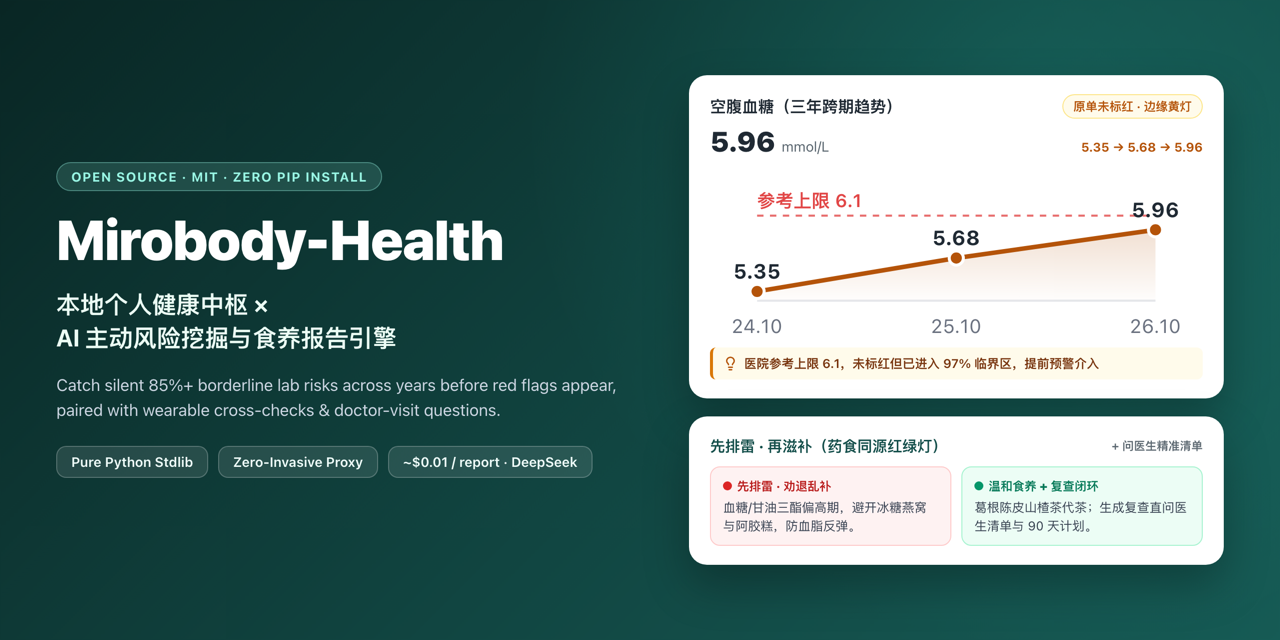 OPEN SOURCE · MIT · ZERO PIP INSTALL
Mirobody-Health
本地个人健康中枢 ×
AI 主动风险挖掘与食养报告引擎
Catch silent 85%+ borderline lab risks across years before red flags appear,
paired with wearable cross-checks & doctor-visit questions.
Pure Python Stdlib
Zero-Invasive Proxy
~$0.01 / report · DeepSeek
空腹血糖（三年跨期趋势）
原单未标红 · 边缘黄灯
5.96 mmol/L
5.35 → 5.68 → 5.96
参考上限 6.1
5.96
5.68
5.35
24.10
25.10
26.10
医院参考上限 6.1，未标红但已进入 97% 临界区，提前预警介入
先排雷 · 再滋补（药食同源红绿灯）
+ 问医生精准清单
先排雷 · 劝退乱补
血糖/甘油三酯偏高期，避开冰糖燕窝
与阿胶糕，防血脂反弹。
温和食养 + 复查闭环
葛根陈皮山楂茶代茶；生成复查直问医
生清单与 90 天计划。